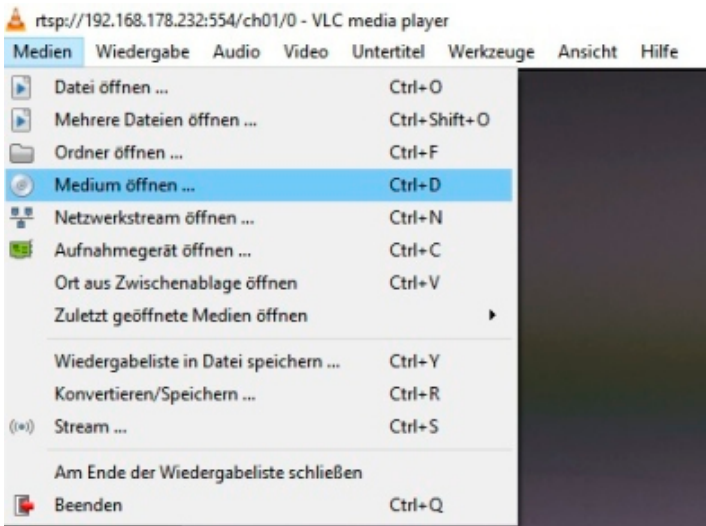 rtsp://192.168.178.232:554/ch01/0 - VLC media player
Medien Wiedergabe Audio Video Untertitel Werkzeuge Ansicht Hilfe
Datei öffnen ... Ctrl+O
Mehrere Dateien öffnen ... Ctrl+Shift+O
Ordner öffnen ... Ctrl+F
Medium öffnen ... Ctrl+D
Netzwerkstream öffnen ... Ctrl+N
Aufnahmegerät öffnen ... Ctrl+C
Ort aus Zwischenablage öffnen Ctrl+V
Zuletzt geöffnete Medien öffnen
Wiedergabeliste in Datei speichern ... Ctrl+Y
Konvertieren/Speichern ... Ctrl+R
Stream ... Ctrl+S
Am Ende der Wiedergabeliste schließen
Beenden Ctrl+Q